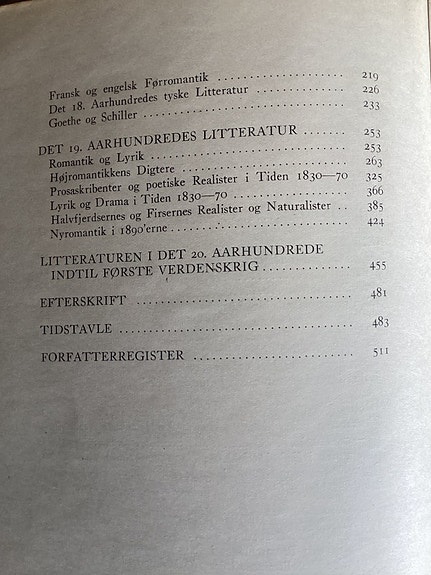 Fransk og engelsk Førromantik ................ 219
Det 18. Aarhundredes tyske Litteratur .......... 226
Goethe og Schiller ........................... 233
DET 19. AARHUNDREDES LITTERATUR ....... 253
Romantik og Lyrik ............................ 253
Højromantikkens Digtere ....................... 263
Prosaskribenter og poetiske Realister i Tiden 1830—70 325
Lyrik og Drama i Tiden 1830—70 ............... 366
Halvfjerdsernes og Firsernes Realister og Naturalister .. 385
Nyromantik i 1890'erne ........................ 424
LITTERATUREN I DET 20. AARHUNDREDE
INDTIL FØRSTE VERDENSKRIG ............. 455
EFTERSKRIFT ................................ 481
TIDSTAVLE .................................. 483
FORFATTERREGISTER ......................... 511